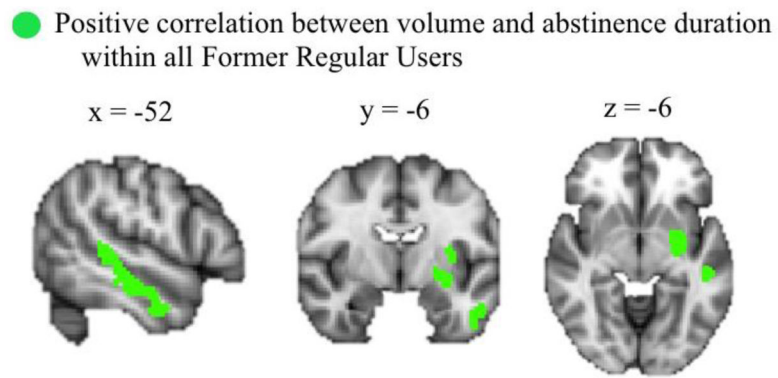 Positive correlation between volume and abstinence duration
within all Former Regular Users
x = -52 y = -6 z = -6